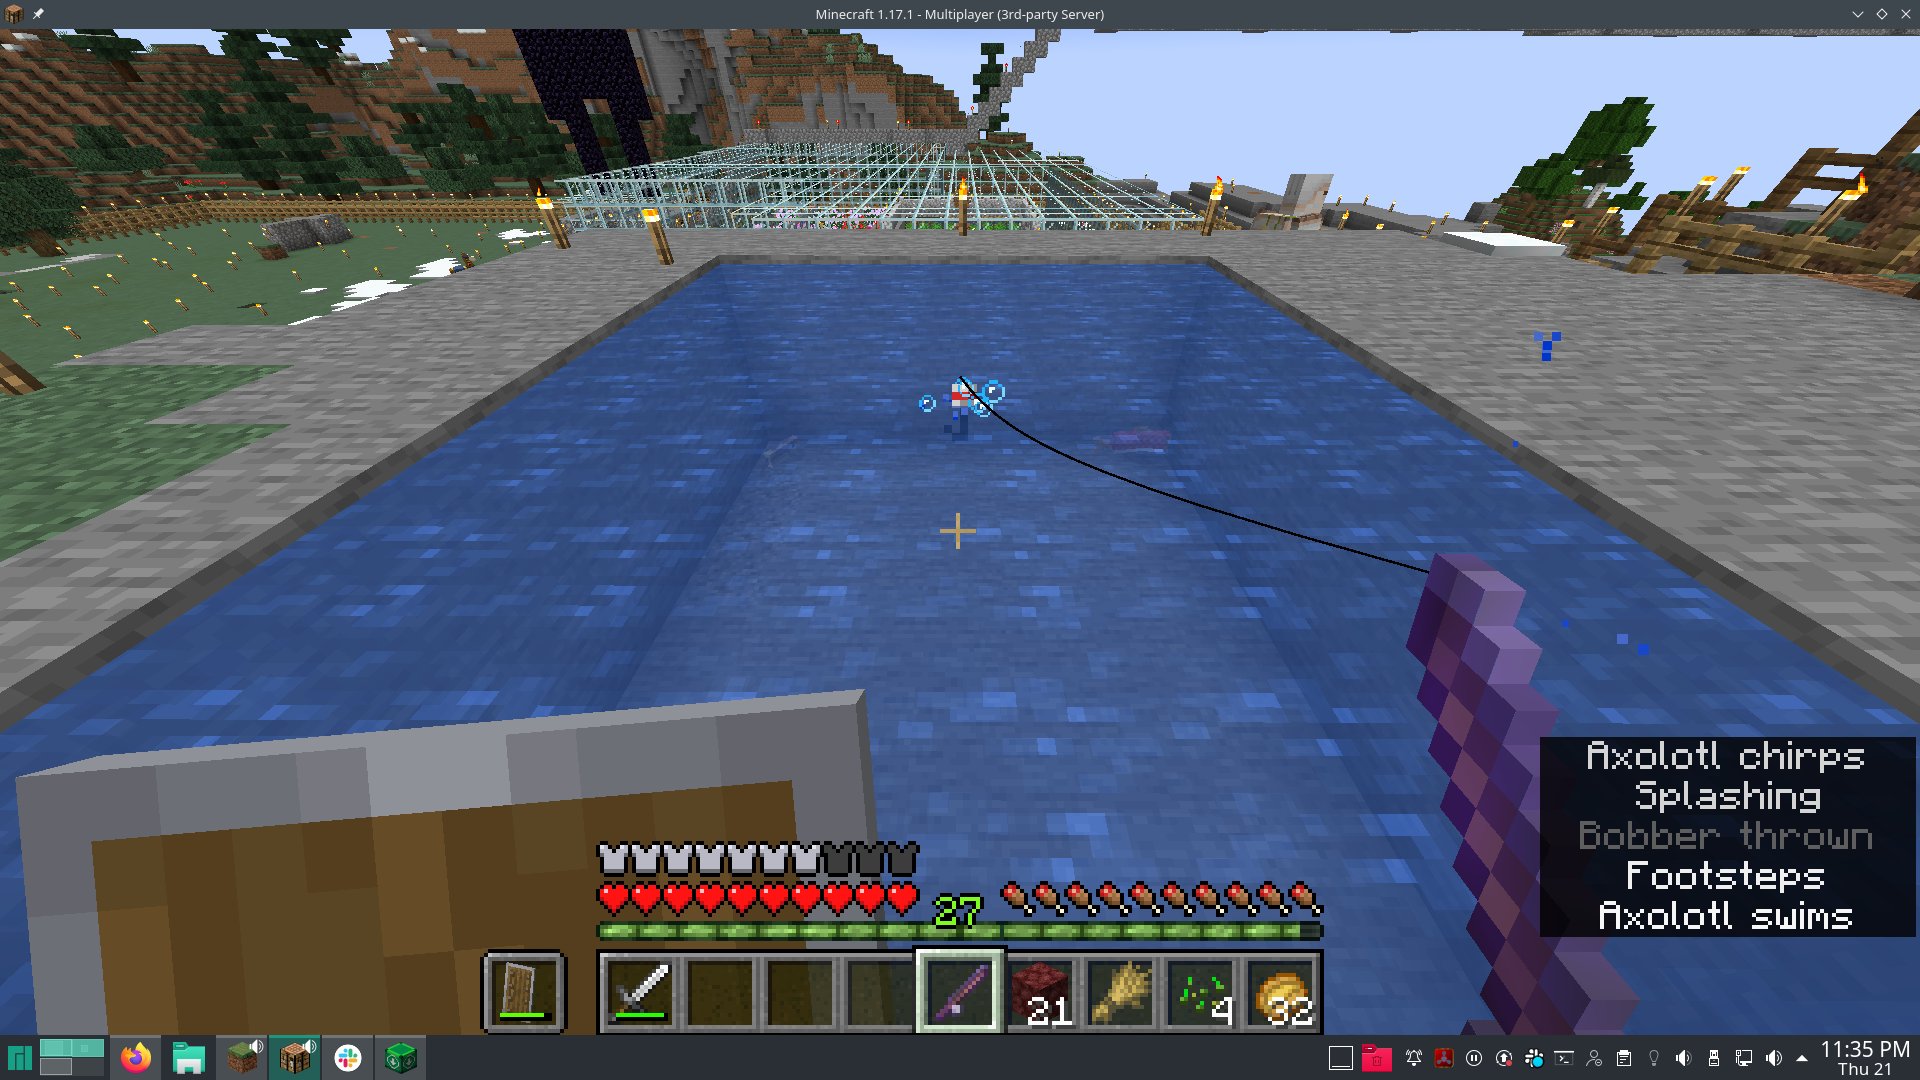 Minecraft 1.17.1 - Multiplayer (3rd-party Server)
Axolotl chirps
Splashing
Bobber thrown
Footsteps
Axolotl swims
27
21
4
32
11:35 PM
Thu 21